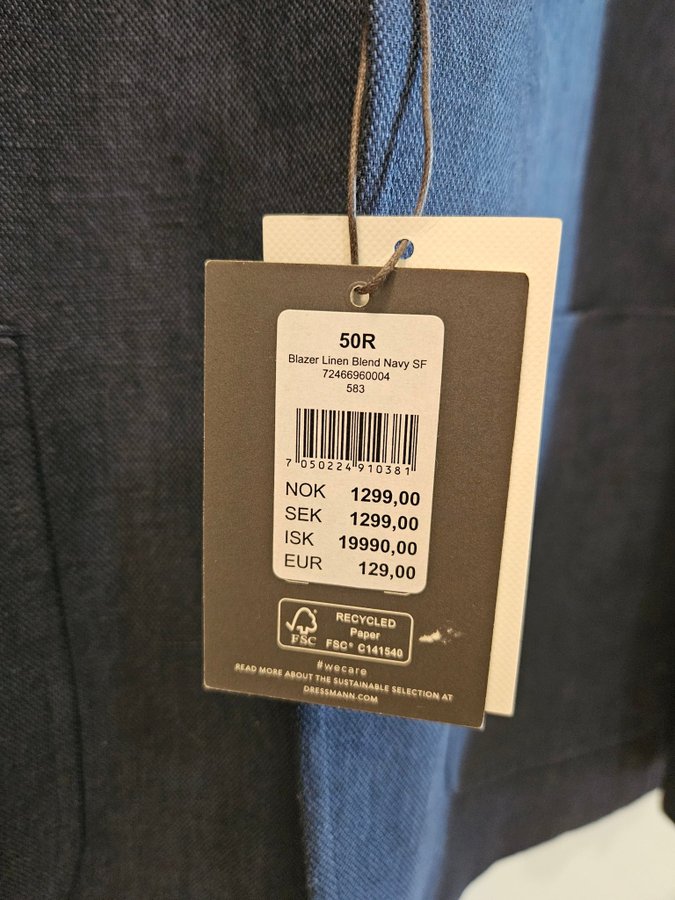 50R
Blazer Linen Blend Navy SF
72466960004
583
7 050224 910381
NOK 1299,00
SEK 1299,00
ISK 19990,00
EUR 129,00
FSC
RECYCLED
Paper
FSC® C141540
#wecare
READ MORE ABOUT THE SUSTAINABLE SELECTION AT
DRESSMANN.COM